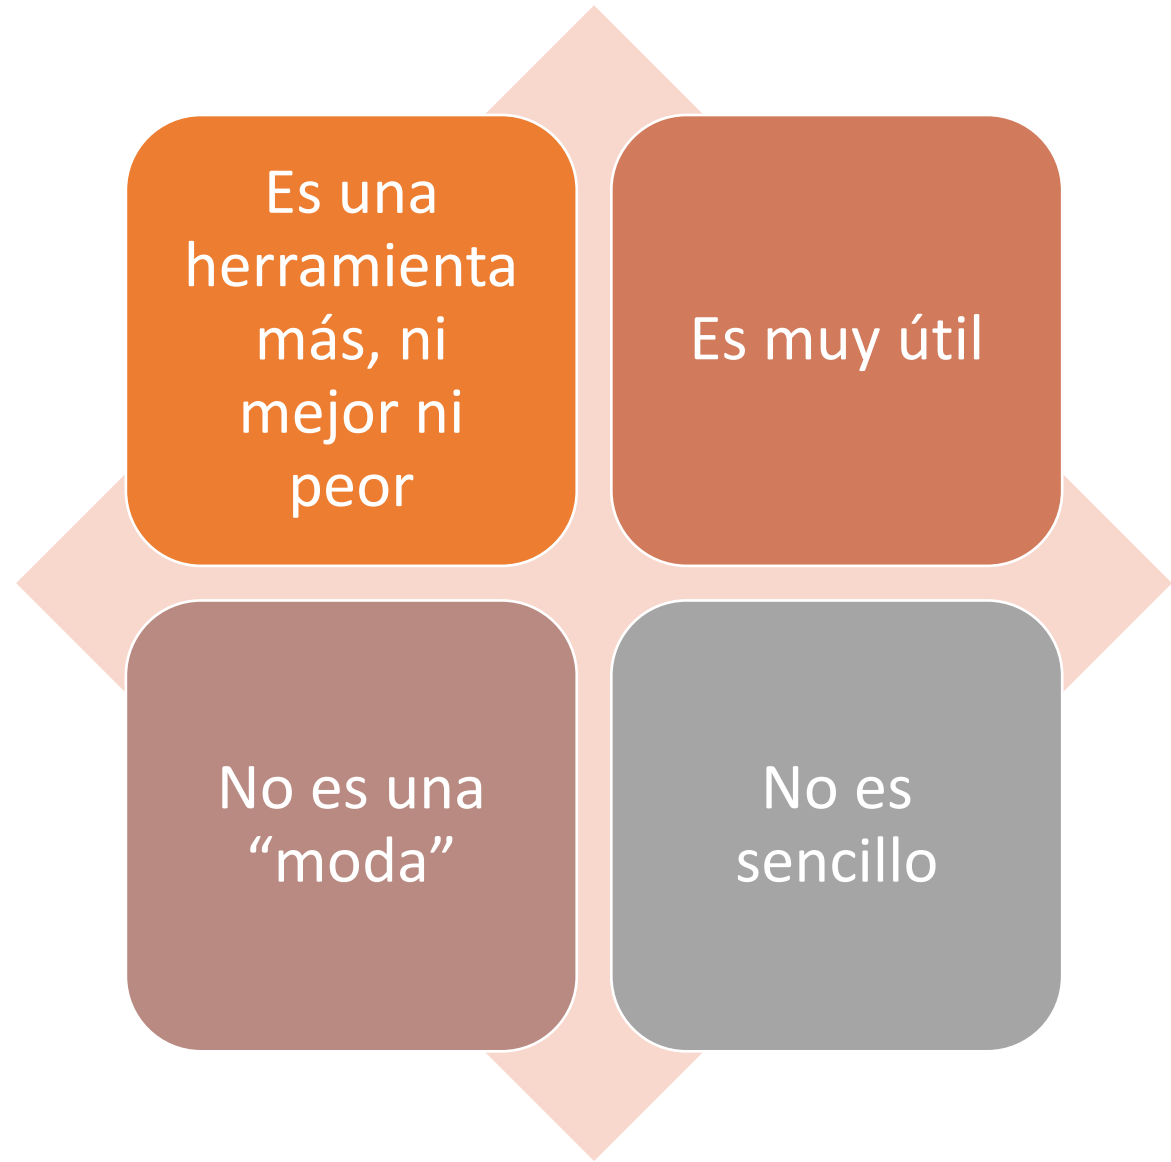 Es una
herramienta
más, ni
mejor ni
peor
Es muy útil
No es una
“moda”
No es
sencillo